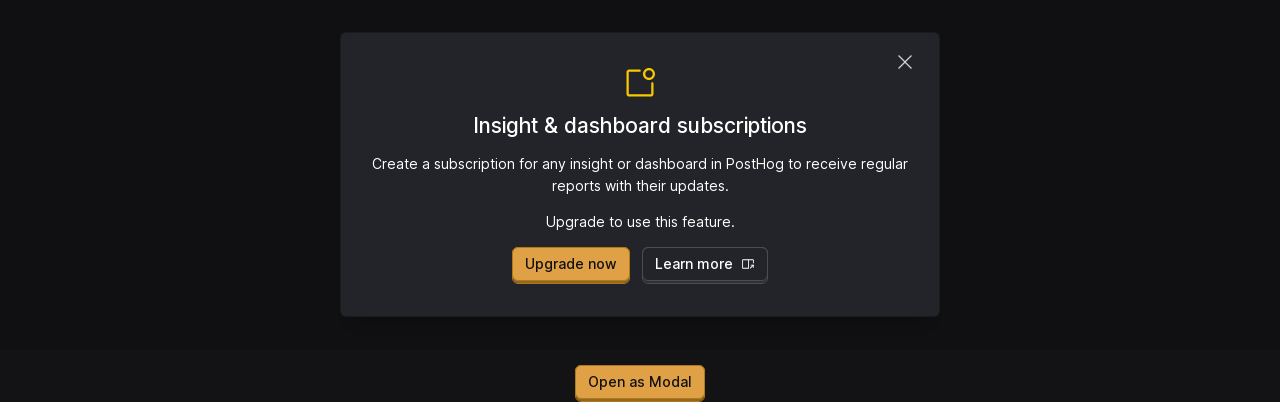 Insight & dashboard subscriptions
Create a subscription for any insight or dashboard in PostHog to receive regular
reports with their updates.
Upgrade to use this feature.
Upgrade now
Learn more
Open as Modal